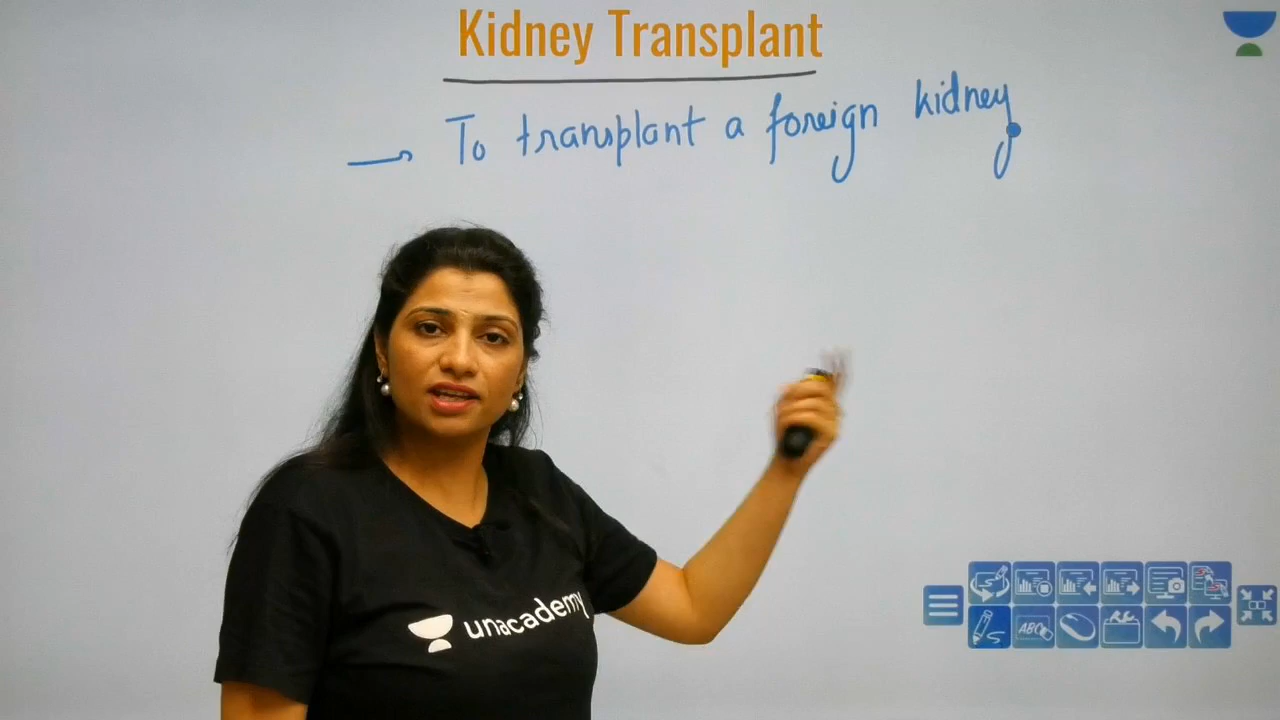 Kidney Transplant
To transplant a foreign kidney
unacademy
ABC